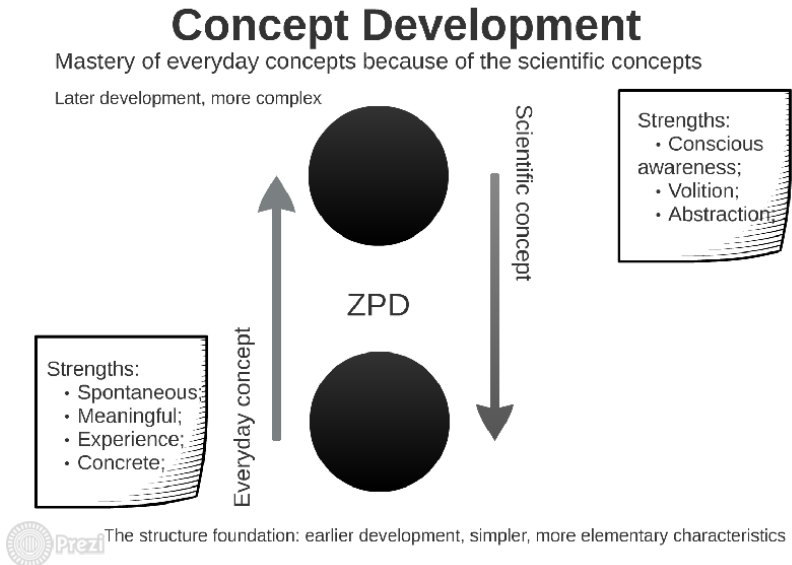 Concept Development
Mastery of everyday concepts because of the scientific concepts
Later development, more complex
Scientific concept
Strengths:
• Conscious
awareness;
• Volition;
• Abstraction;
ZPD
Everyday concept
Strengths:
• Spontaneous;
• Meaningful;
• Experience;
• Concrete;
The structure foundation: earlier development, simpler, more elementary characteristics
Prezi